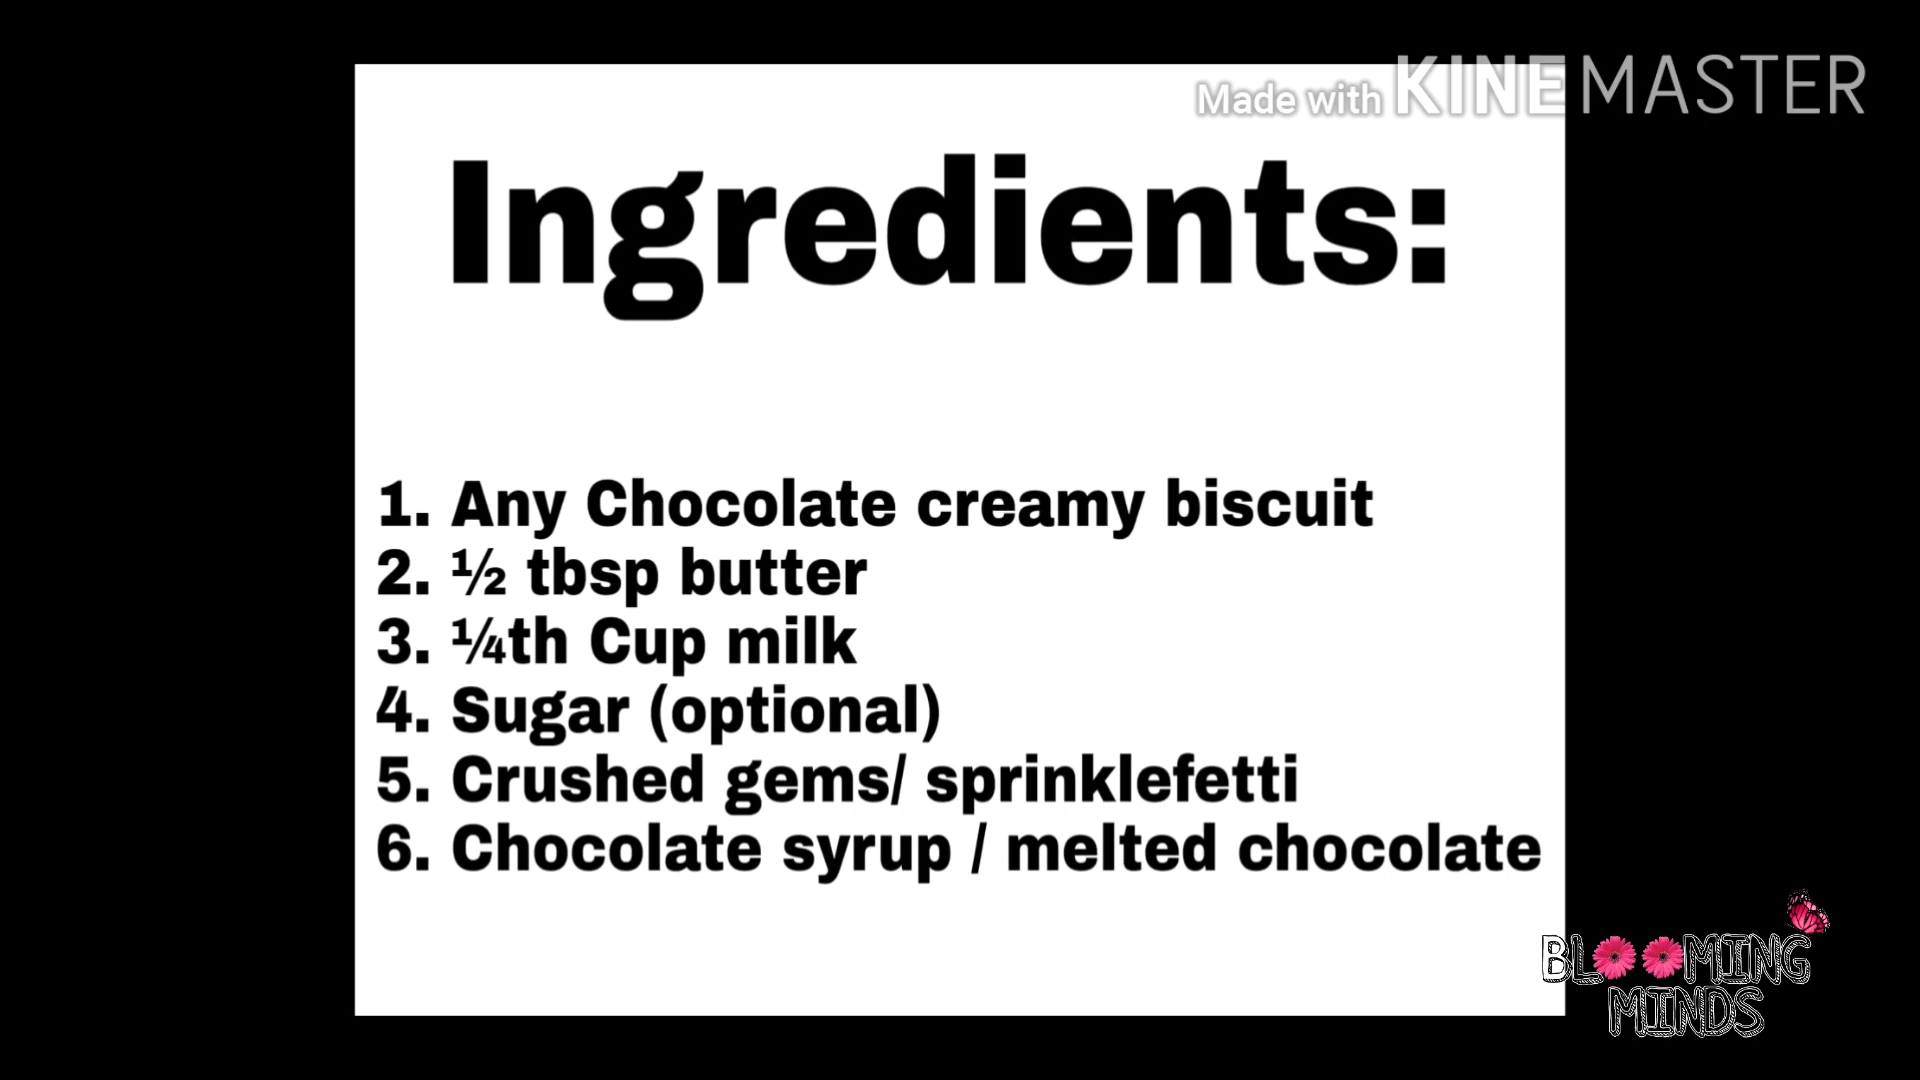 Made with KINEMASTER
Ingredients:
1. Any Chocolate creamy biscuit
2. ½ tbsp butter
3. ¼th Cup milk
4. Sugar (optional)
5. Crushed gems/ sprinklefetti
6. Chocolate syrup / melted chocolate
BLOOMING
MINDS